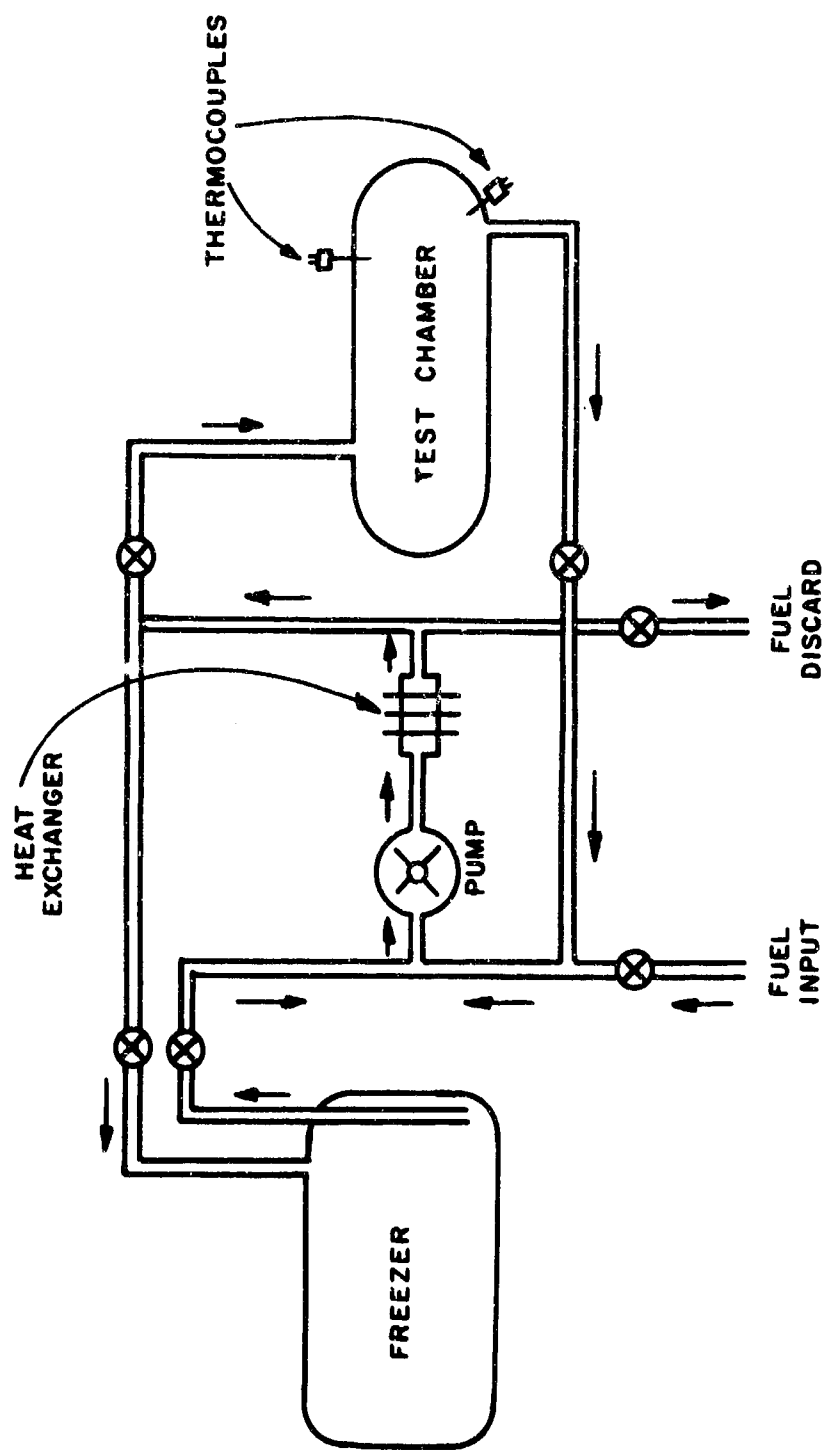 THERMOCOUPLES
HEAT
EXCHANGER
TEST CHAMBER
PUMP
FREEZER
FUEL
INPUT
FUEL
DISCARD